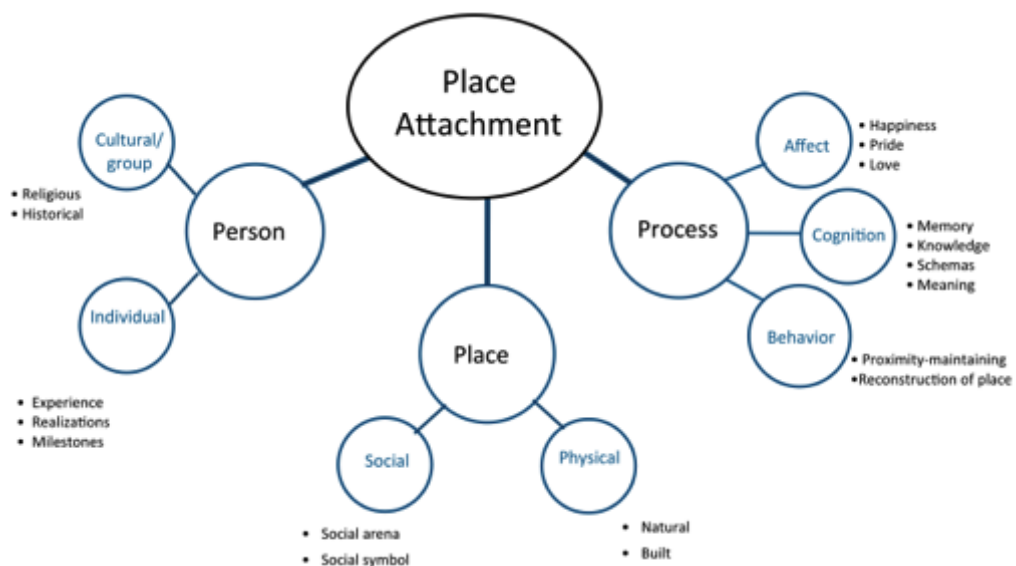 Place
Attachment
Cultural/
group
• Religious
• Historical
Person
Individual
• Experience
• Realizations
• Milestones
Place
Social
• Social arena
• Social symbol
Physical
• Natural
• Built
Process
Affect
• Happiness
• Pride
• Love
Cognition
• Memory
• Knowledge
• Schemas
• Meaning
Behavior
• Proximity-maintaining
•Reconstruction of place